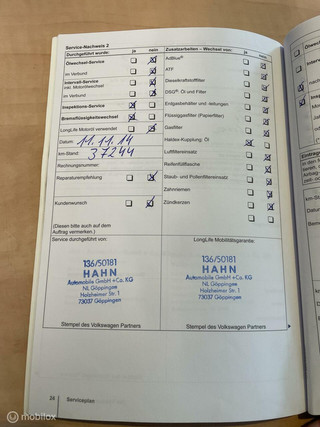 Service-Nachweis 2
Durchgeführt wurde: ja nein
Ölwechsel-Service
im Verbund
Intervall-Service
inkl. Motorölwechsel
im Verbund
Inspektions-Service
Bremsflüssigkeitswechsel
LongLife Motoröl verwendet
Datum: 11.11.14
km-Stand: 37244
Rechnungsnummer:
Reparaturempfehlung
Kundenwunsch
(Diesen bitte auch auf dem
Auftrag vermerken.)
Service durchgeführt von:
136/50181
HAHN
Automobile GmbH+Co. KG
NL Göppingen
Holzheimer Str. 1
73037 Göppingen
Stempel des Volkswagen Partners
Zusatzarbeiten – Wechsel von: ja nein
AdBlue®
ATF
Dieselkraftstofffilter
DSG®: Öl und Filter
Erdgasbehälter und -leitungen
Flüssiggasfilter (Papierfilter)
Gasfilter
Haldex-Kupplung: Öl
Luftfiltereinsatz
Reifenfüllflasche
Staub- und Pollenfiltereinsatz
Zahnriemen
Zündkerzen
LongLife Mobilitätsgarantie:
136/50181
HAHN
Automobile GmbH+Co. KG
NL Göppingen
Holzheimer Str. 1
73037 Göppingen
Stempel des Volkswagen Partners
24 Serviceplan
mobilox